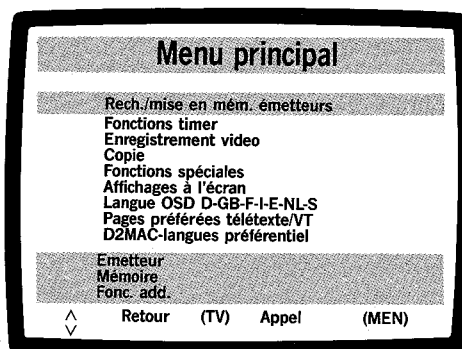 Menu principal
Rech./mise en mém. émetteurs
Fonctions timer
Enregistrement video
Copie
Fonctions spéciales
Affichages à l'écran
Langue OSD D-GB-F-I-E-NL-S
Pages préférées télétexte/VT
D2MAC-langues préférentiel
Emetteur
Mémoire
Fonc. add.
Retour (TV) Appel (MEN)